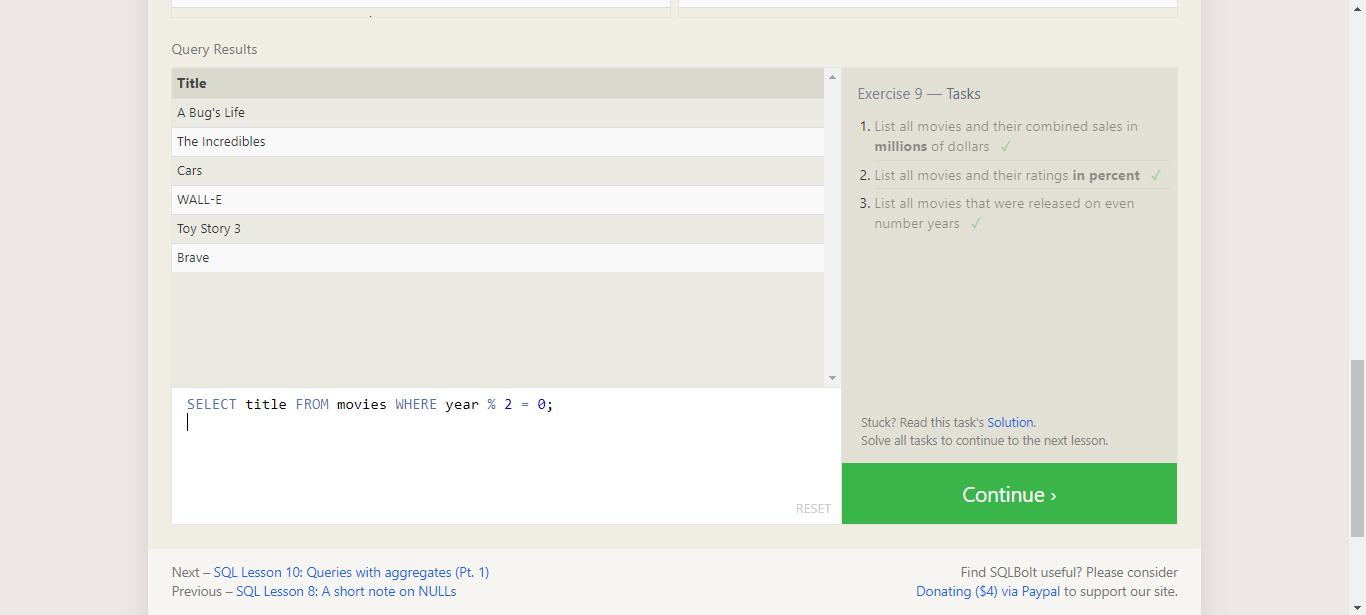 Query Results
Title
A Bug's Life
The Incredibles
Cars
WALL-E
Toy Story 3
Brave
SELECT title FROM movies WHERE year % 2 = 0;
RESET
Exercise 9 — Tasks
1. List all movies and their combined sales in
millions of dollars ✓
2. List all movies and their ratings in percent ✓
3. List all movies that were released on even
number years ✓
Stuck? Read this task's Solution.
Solve all tasks to continue to the next lesson.
Continue ›
Next – SQL Lesson 10: Queries with aggregates (Pt. 1)
Previous – SQL Lesson 8: A short note on NULLs
Find SQLBolt useful? Please consider
Donating ($4) via Paypal to support our site.